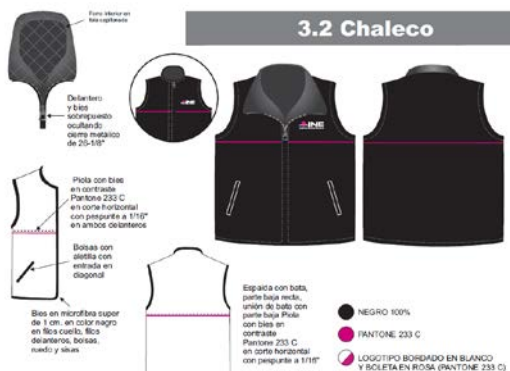 3.2 Chaleco
Forro interior en
tela capitonada
Delantero
y bies
sobrepuesto
ocultando
cierre metálico
de 26-1/8"
INE
INE
Piola con bies
en contraste
Pantone 233 C
en corte horizontal
con pespunte a 1/16"
en ambos delanteros
Bolsas con
aletilla con
entrada en
diagonal
Bies en microfibra super
de 1 cm. en color negro
en filos cuello, filos
delanteros, bolsas,
ruedo y sisas
Espalda con bata,
parte baja recta,
unión de bata con
parte baja Piola
con bies en
contraste
Pantone 233 C
en corte horizontal
con pespunte a 1/16"
NEGRO 100%
PANTONE 233 C
LOGOTIPO BORDADO EN BLANCO
Y BOLETA EN ROSA (PANTONE 233 C)